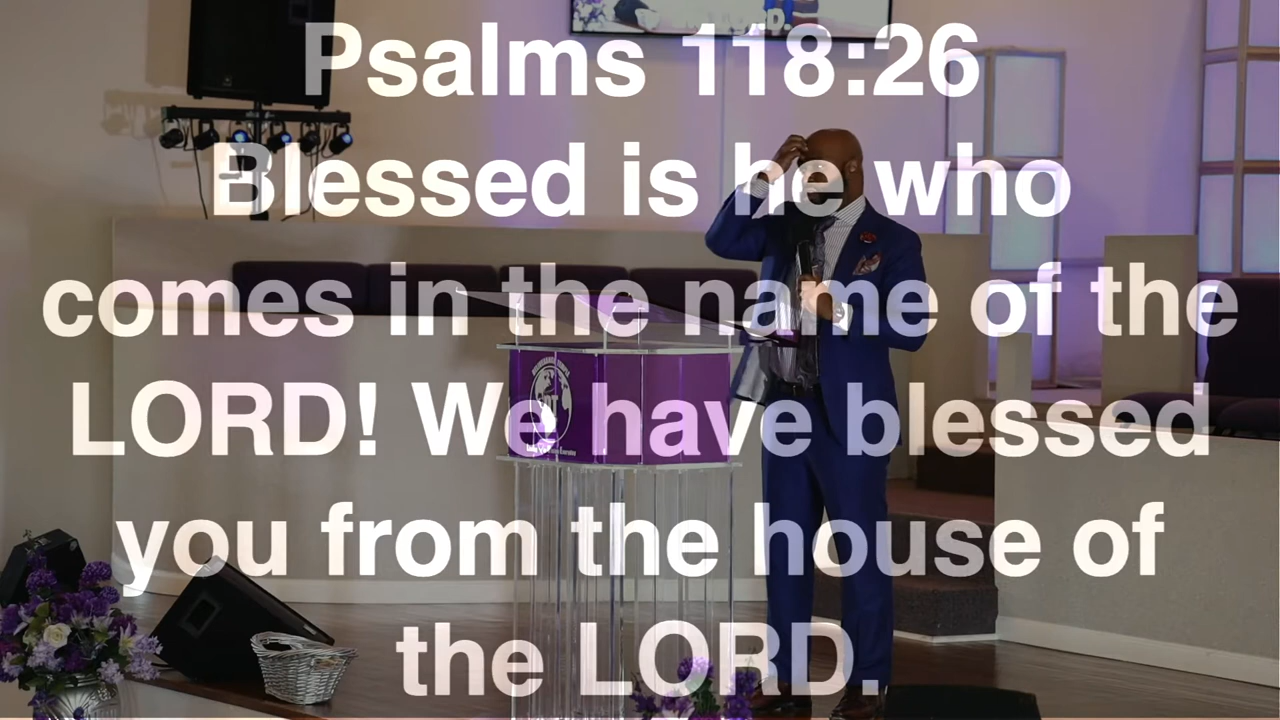 Psalms 118:26
Blessed is he who
comes in the name of the
LORD! We have blessed
you from the house of
the LORD.